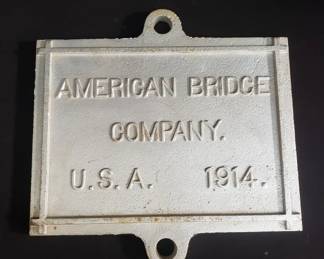 AMERICAN BRIDGE
COMPANY.
U.S.A. 1914.